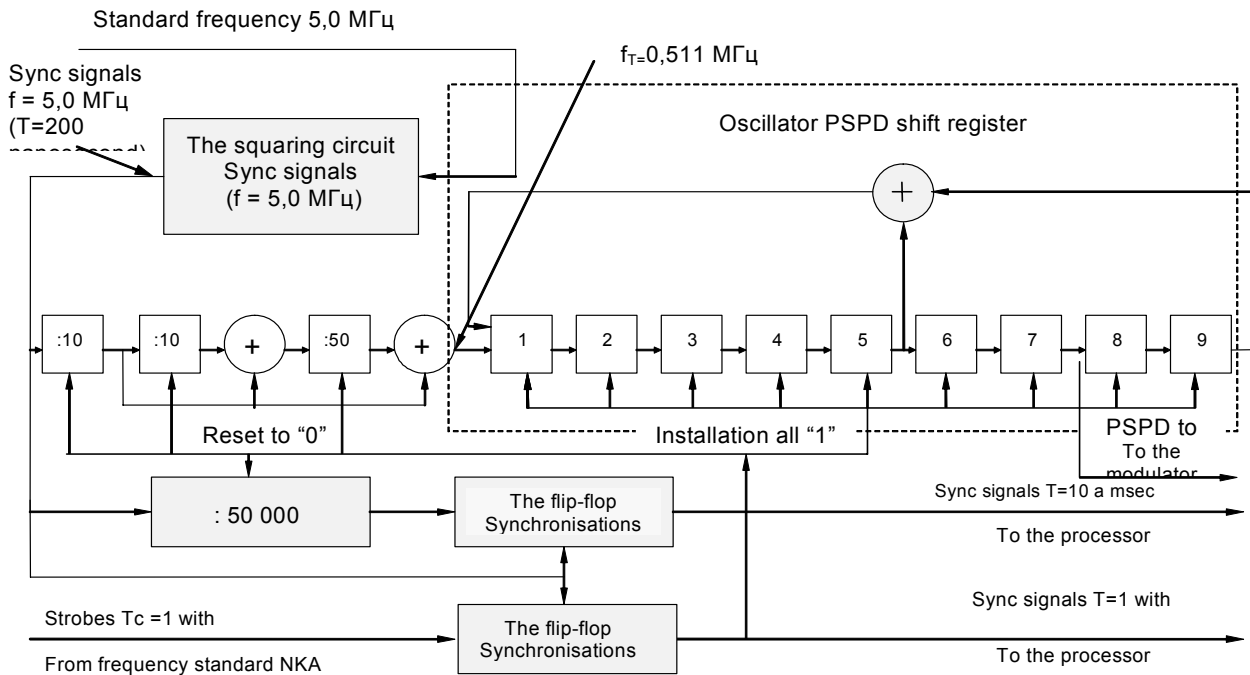 Standard frequency 5,0 МГц
Sync signals
f = 5,0 МГц
(T=200
nanosecond)
The squaring circuit
Sync signals
(f = 5,0 МГц)
fT=0,511 МГц
Oscillator PSPD shift register
+
:10
:10
+
:50
+
1
2
3
4
5
6
7
8
9
Reset to “0”
Installation all “1”
PSPD to
To the
modulator
: 50 000
The flip-flop
Synchronisations
Sync signals T=10 a msec
To the processor
Strobes Tc =1 with
From frequency standard NKA
The flip-flop
Synchronisations
Sync signals T=1 with
To the processor